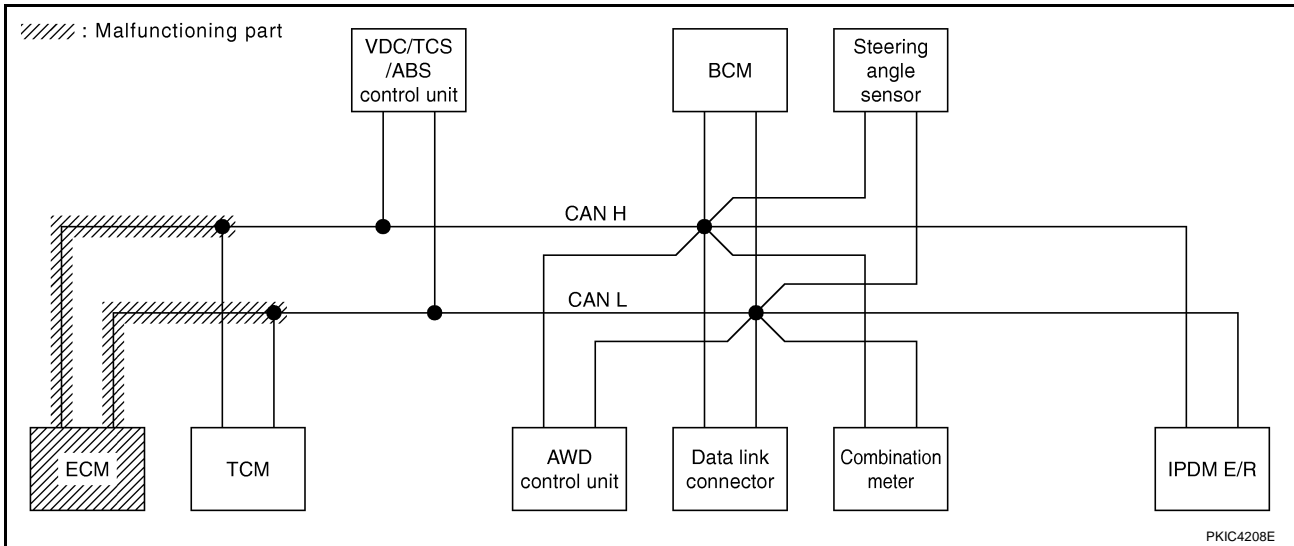 : Malfunctioning part
VDC/TCS
/ABS
control unit
BCM
Steering
angle
sensor
CAN H
CAN L
ECM
TCM
AWD
control unit
Data link
connector
Combination
meter
IPDM E/R
PKIC4208E